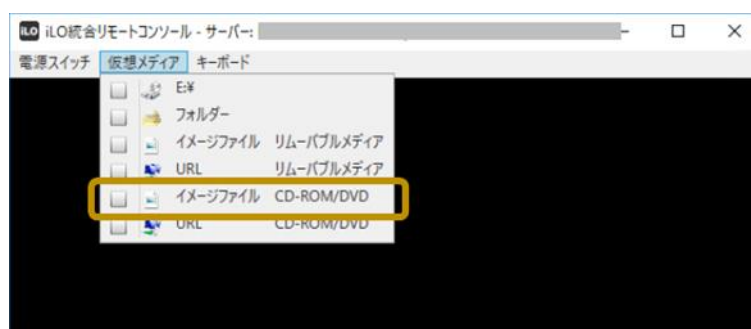 iLO iLO統合リモートコンソール - サーバー:
電源スイッチ 仮想メディア キーボード
E:¥
フォルダー
イメージファイル リムーバブルメディア
URL リムーバブルメディア
イメージファイル CD-ROM/DVD
URL CD-ROM/DVD